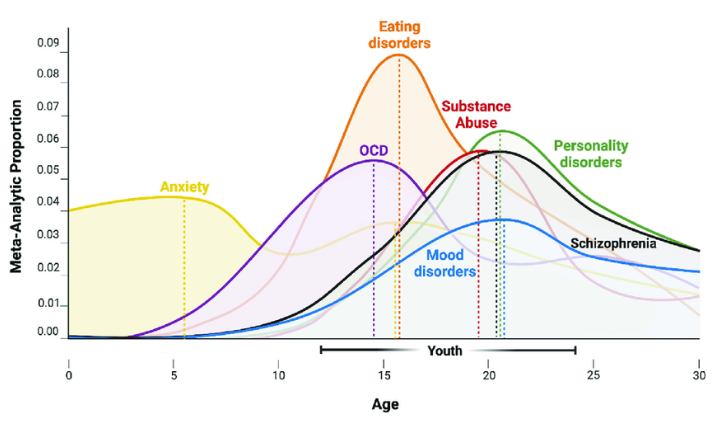 Eating
disorders
Substance
Abuse
OCD
Personality
disorders
Anxiety
Mood
disorders
Schizophrenia
Meta-Analytic Proportion
0.09
0.08
0.07
0.06
0.05
0.04
0.03
0.02
0.01
0.00
Youth
0 5 10 15 20 25 30
Age